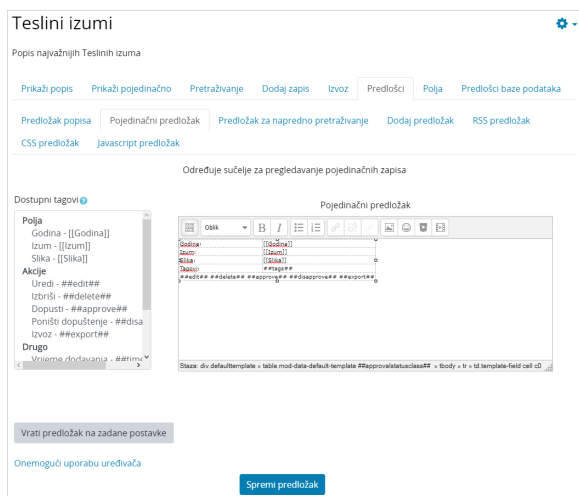 Teslini izumi
Popis najvažnijih Teslinih izuma
Prikaži popis Prikaži pojedinačno Pretraživanje Dodaj zapis Izvoz Predlošci Polja Predlošci baze podataka
Predložak popisa Pojedinačni predložak Predložak za napredno pretraživanje Dodaj predložak RSS predložak
CSS predložak Javascript predložak
Određuje sučelje za pregledavanje pojedinačnih zapisa
Dostupni tagovi
Pojedinačni predložak
Polja
Godina - [[Godina]]
Izum - [[Izum]]
Slika - [[Slika]]
Akcije
Uredi - ##edit##
Izbriši - ##delete##
Dopusti - ##approve##
Poništi dopuštenje - ##disa
Izvoz - ##export##
Drugo
Vrijeme dodavanja - ##time
Oblik B I
Godina: [[Godina]]
Izum: [[Izum]]
Slika: [[Slika]]
Tagovi: ##tags##
##edit## ##delete## ##approve## ##disapprove## ##export##
Staza: div.defaulttemplate » table.mod-data-default-template ##approvalstatusclass## » tbody » tr » td.template-field cell c0
Vrati predložak na zadane postavke
Onemogući uporabu uređivača
Spremi predložak